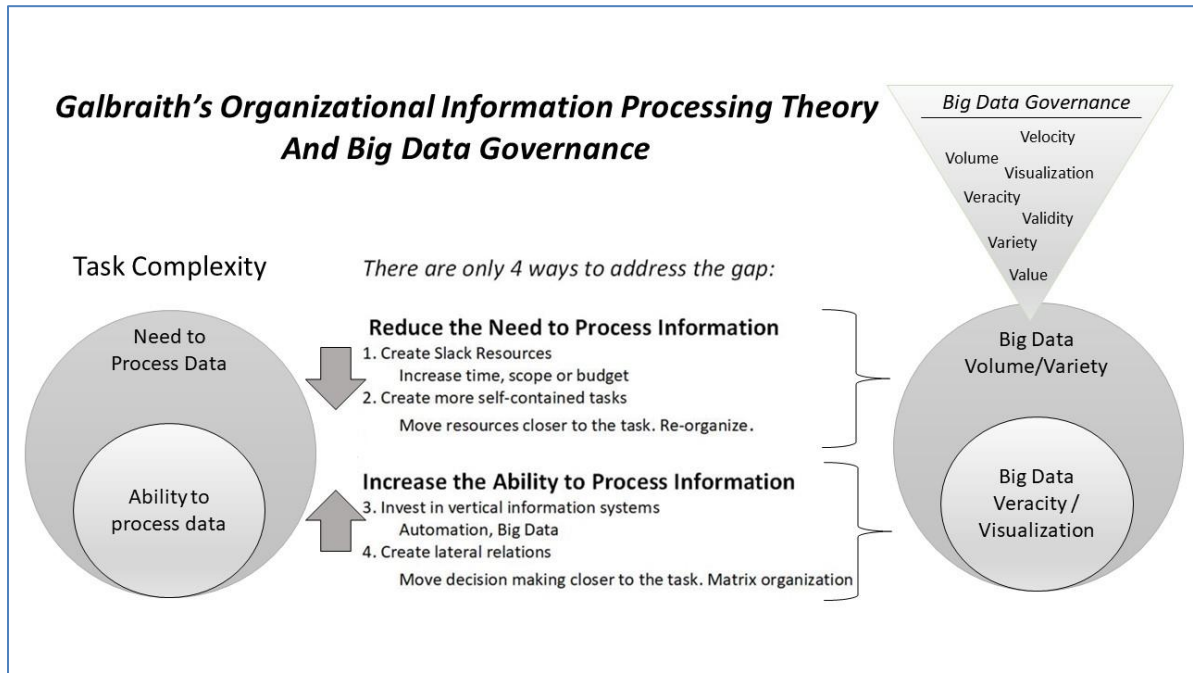 Galbraith’s Organizational Information Processing Theory
And Big Data Governance
Big Data Governance
Velocity
Volume
Visualization
Veracity
Validity
Variety
Value
Task Complexity
There are only 4 ways to address the gap:
Need to
Process Data
Ability to
process data
Reduce the Need to Process Information
1. Create Slack Resources
Increase time, scope or budget
2. Create more self-contained tasks
Move resources closer to the task. Re-organize.
Increase the Ability to Process Information
3. Invest in vertical information systems
Automation, Big Data
4. Create lateral relations
Move decision making closer to the task. Matrix organization
Big Data
Volume/Variety
Big Data
Veracity /
Visualization